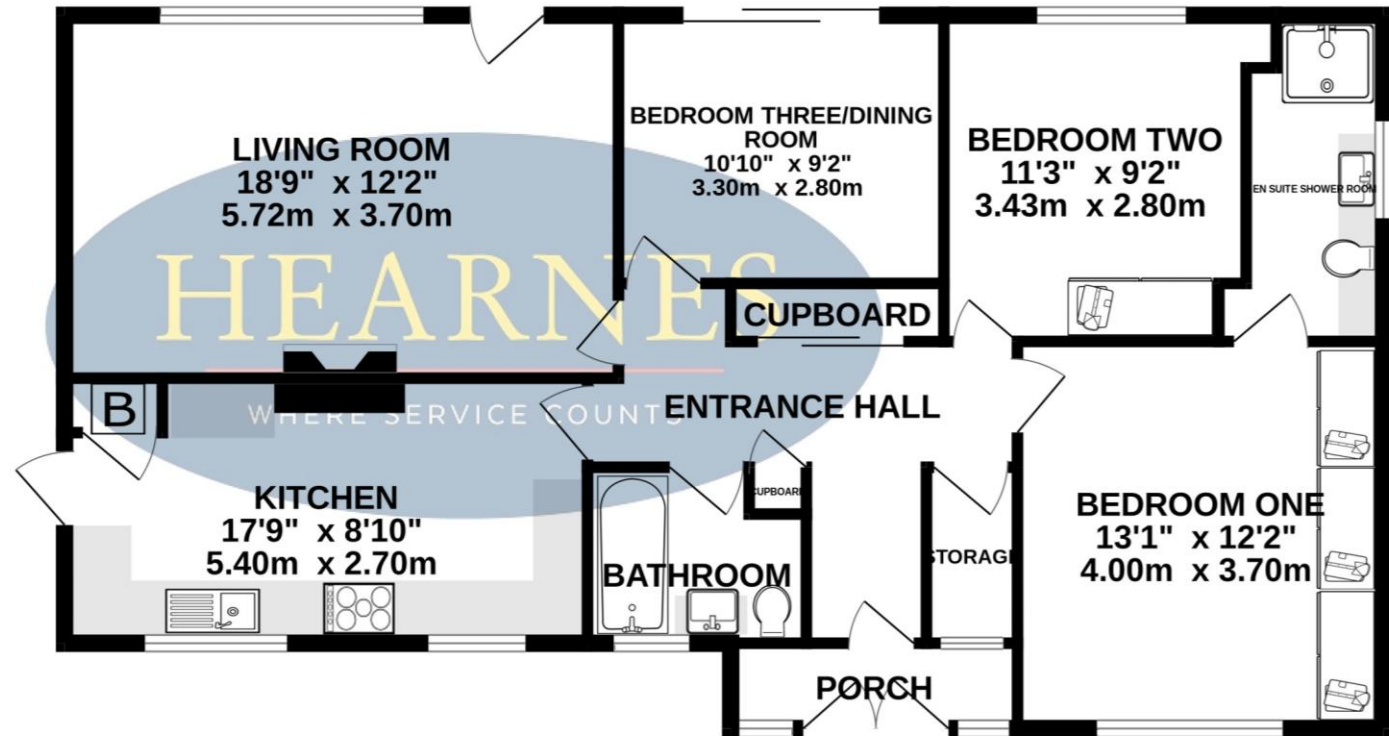 LIVING ROOM
18'9" x 12'2"
5.72m x 3.70m
BEDROOM THREE/DINING
ROOM
10'10" x 9'2"
3.30m x 2.80m
BEDROOM TWO
11'3" x 9'2"
3.43m x 2.80m
EN SUITE SHOWER ROOM
HEARNES
WHERE SERVICE COUNTS
CUPBOARD
ENTRANCE HALL
B
KITCHEN
17'9" x 8'10"
5.40m x 2.70m
BATHROOM
CUPBOARD
STORAGE
BEDROOM ONE
13'1" x 12'2"
4.00m x 3.70m
PORCH